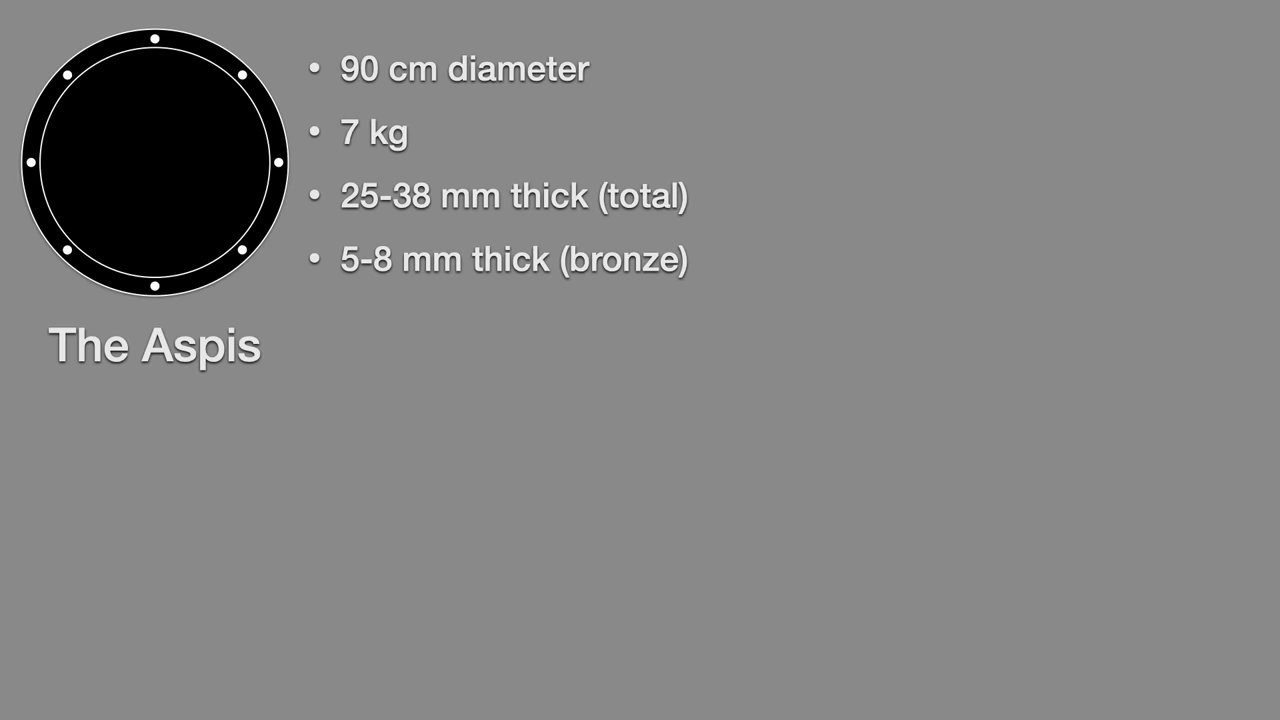 • 90 cm diameter
• 7 kg
• 25-38 mm thick (total)
• 5-8 mm thick (bronze)
The Aspis